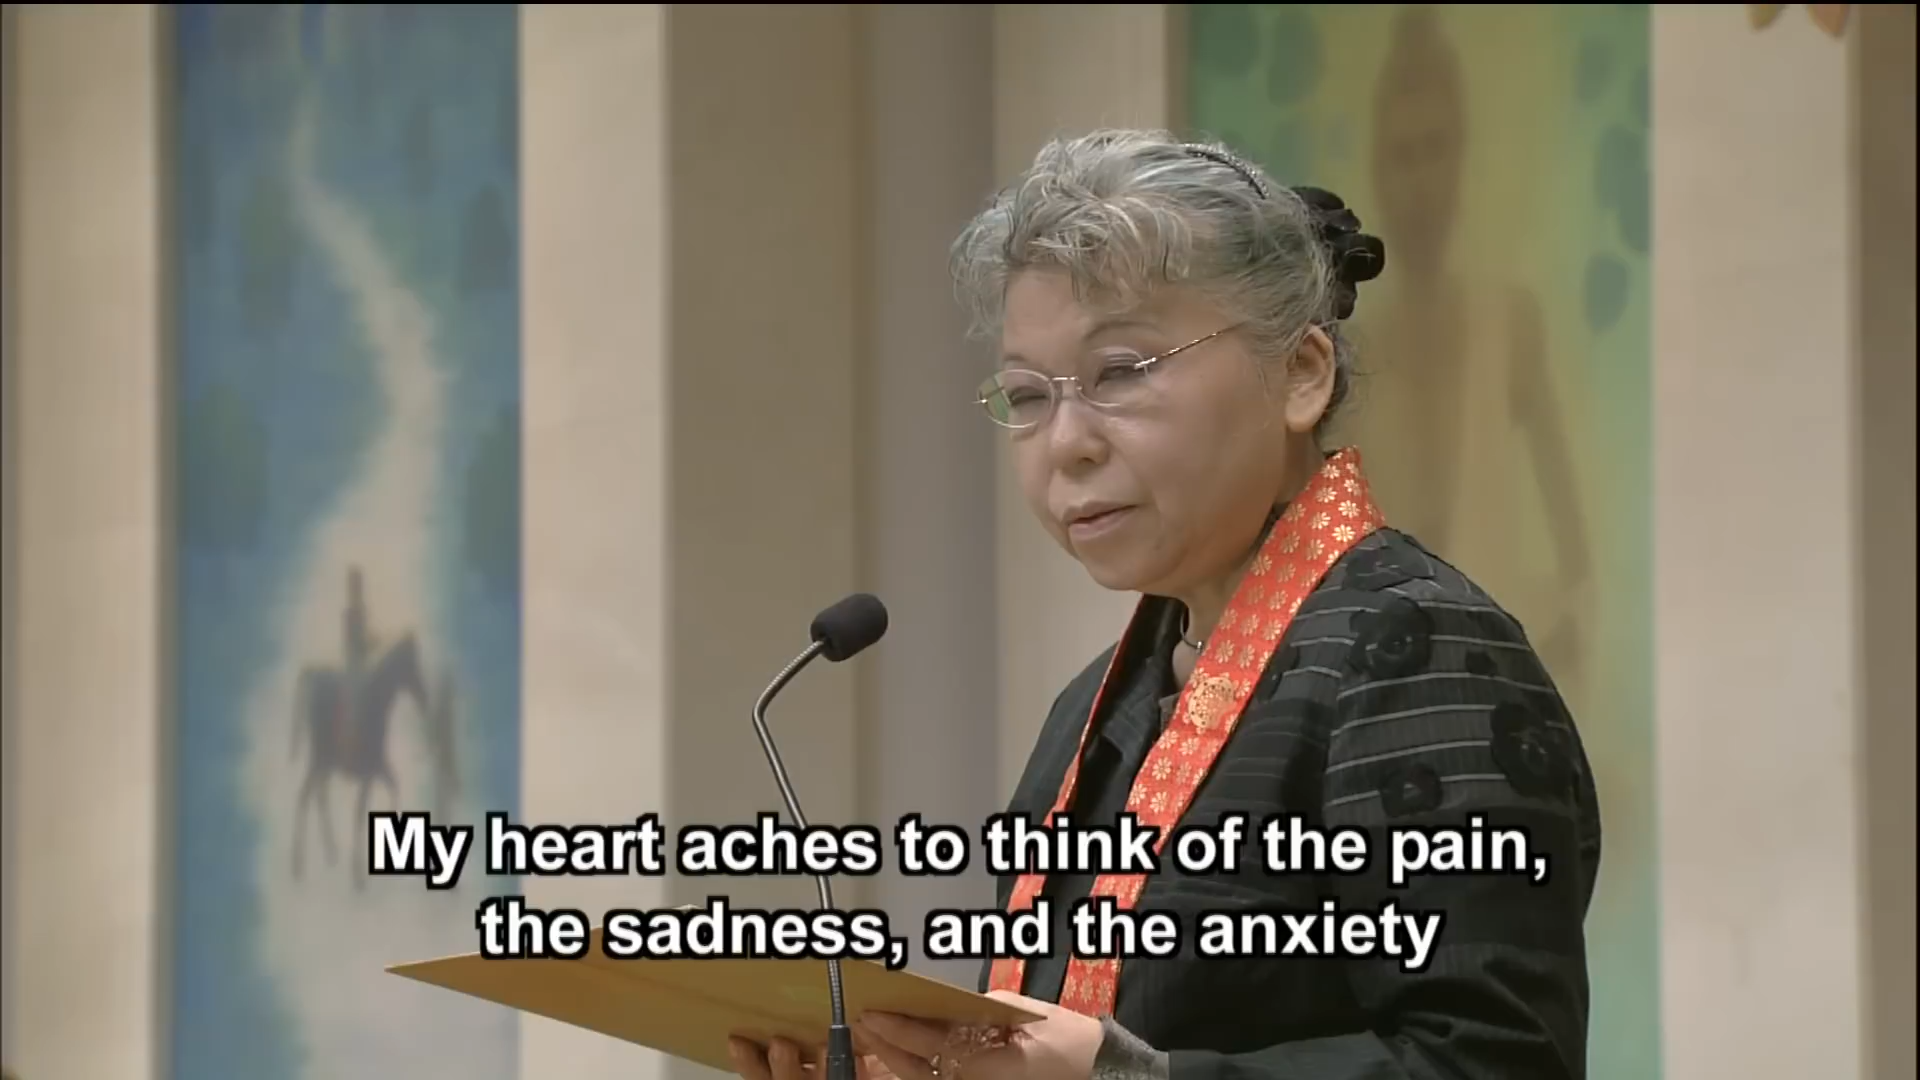 My heart aches to think of the pain,
the sadness, and the anxiety